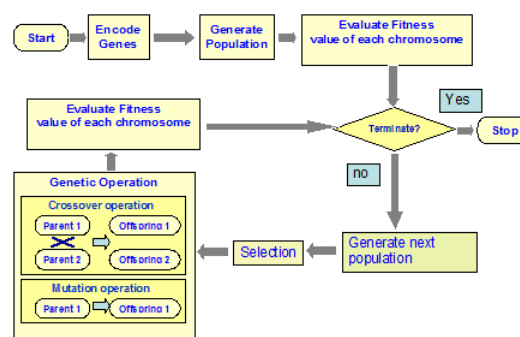 Start
Encode
Genes
Generate
Population
Evaluate Fitness
value of each chromosome
Yes
Evaluate Fitness
value of each chromosome
Terminate?
Stop
no
Genetic Operation
Crossover operation
Parent 1
Offspring 1
Parent 2
Offspring 2
Selection
Generate next
population
Mutation operation
Parent 1
Offspring 1